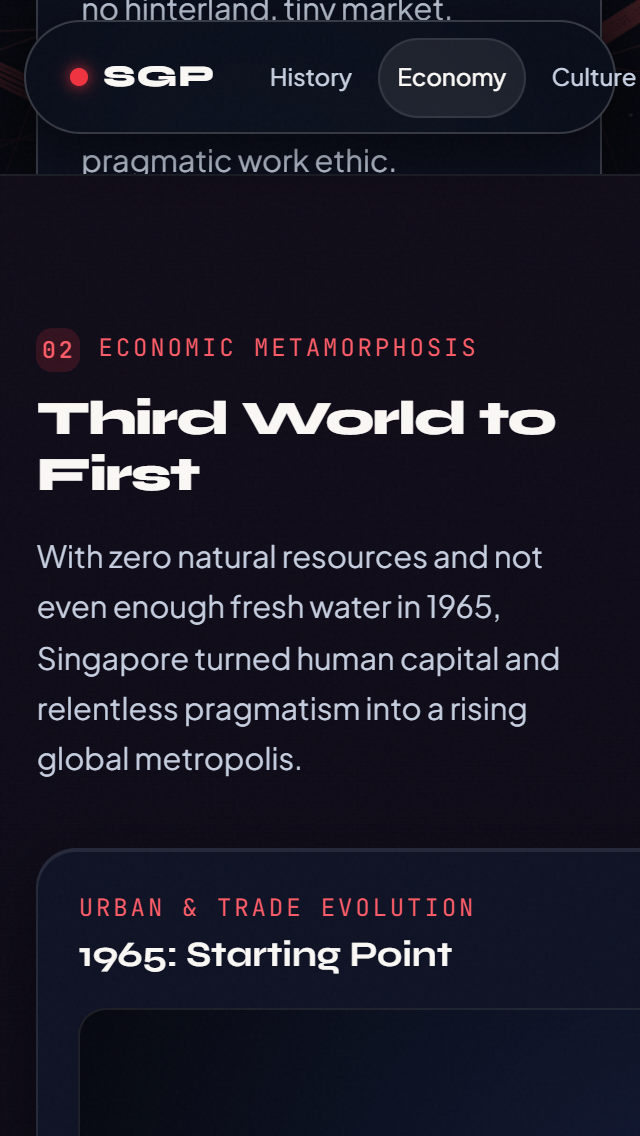 no hinterland, tiny market.
SGP
History
Economy
Culture
pragmatic work ethic.
02
ECONOMIC METAMORPHOSIS
Third World to
First
With zero natural resources and not
even enough fresh water in 1965,
Singapore turned human capital and
relentless pragmatism into a rising
global metropolis.
URBAN & TRADE EVOLUTION
1965: Starting Point